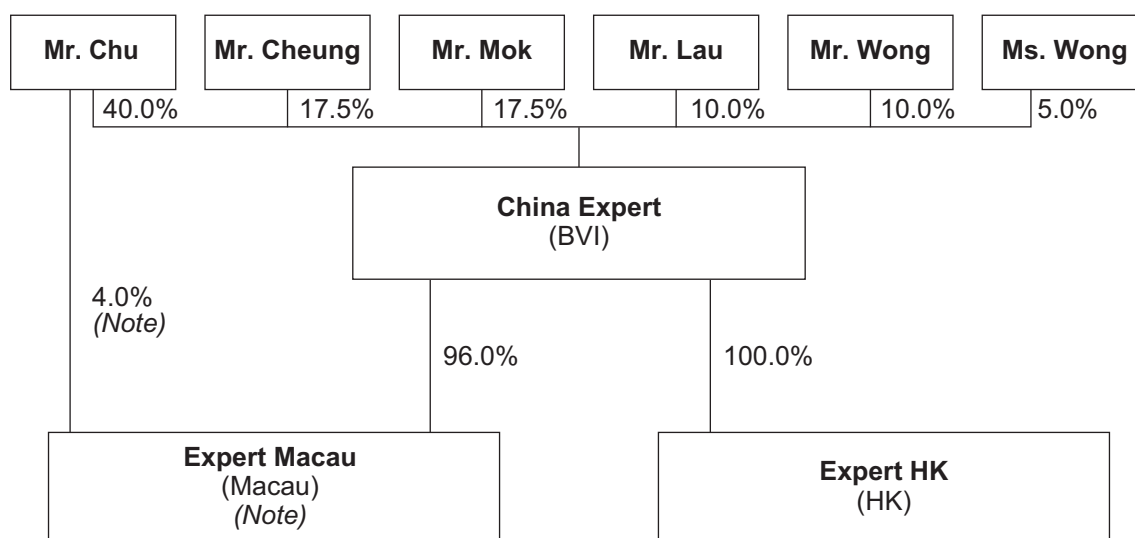 Mr. Chu
Mr. Cheung
Mr. Mok
Mr. Lau
Mr. Wong
Ms. Wong
40.0%
17.5%
17.5%
10.0%
10.0%
5.0%
China Expert
(BVI)
4.0%
(Note)
96.0%
100.0%
Expert Macau
(Macau)
(Note)
Expert HK
(HK)